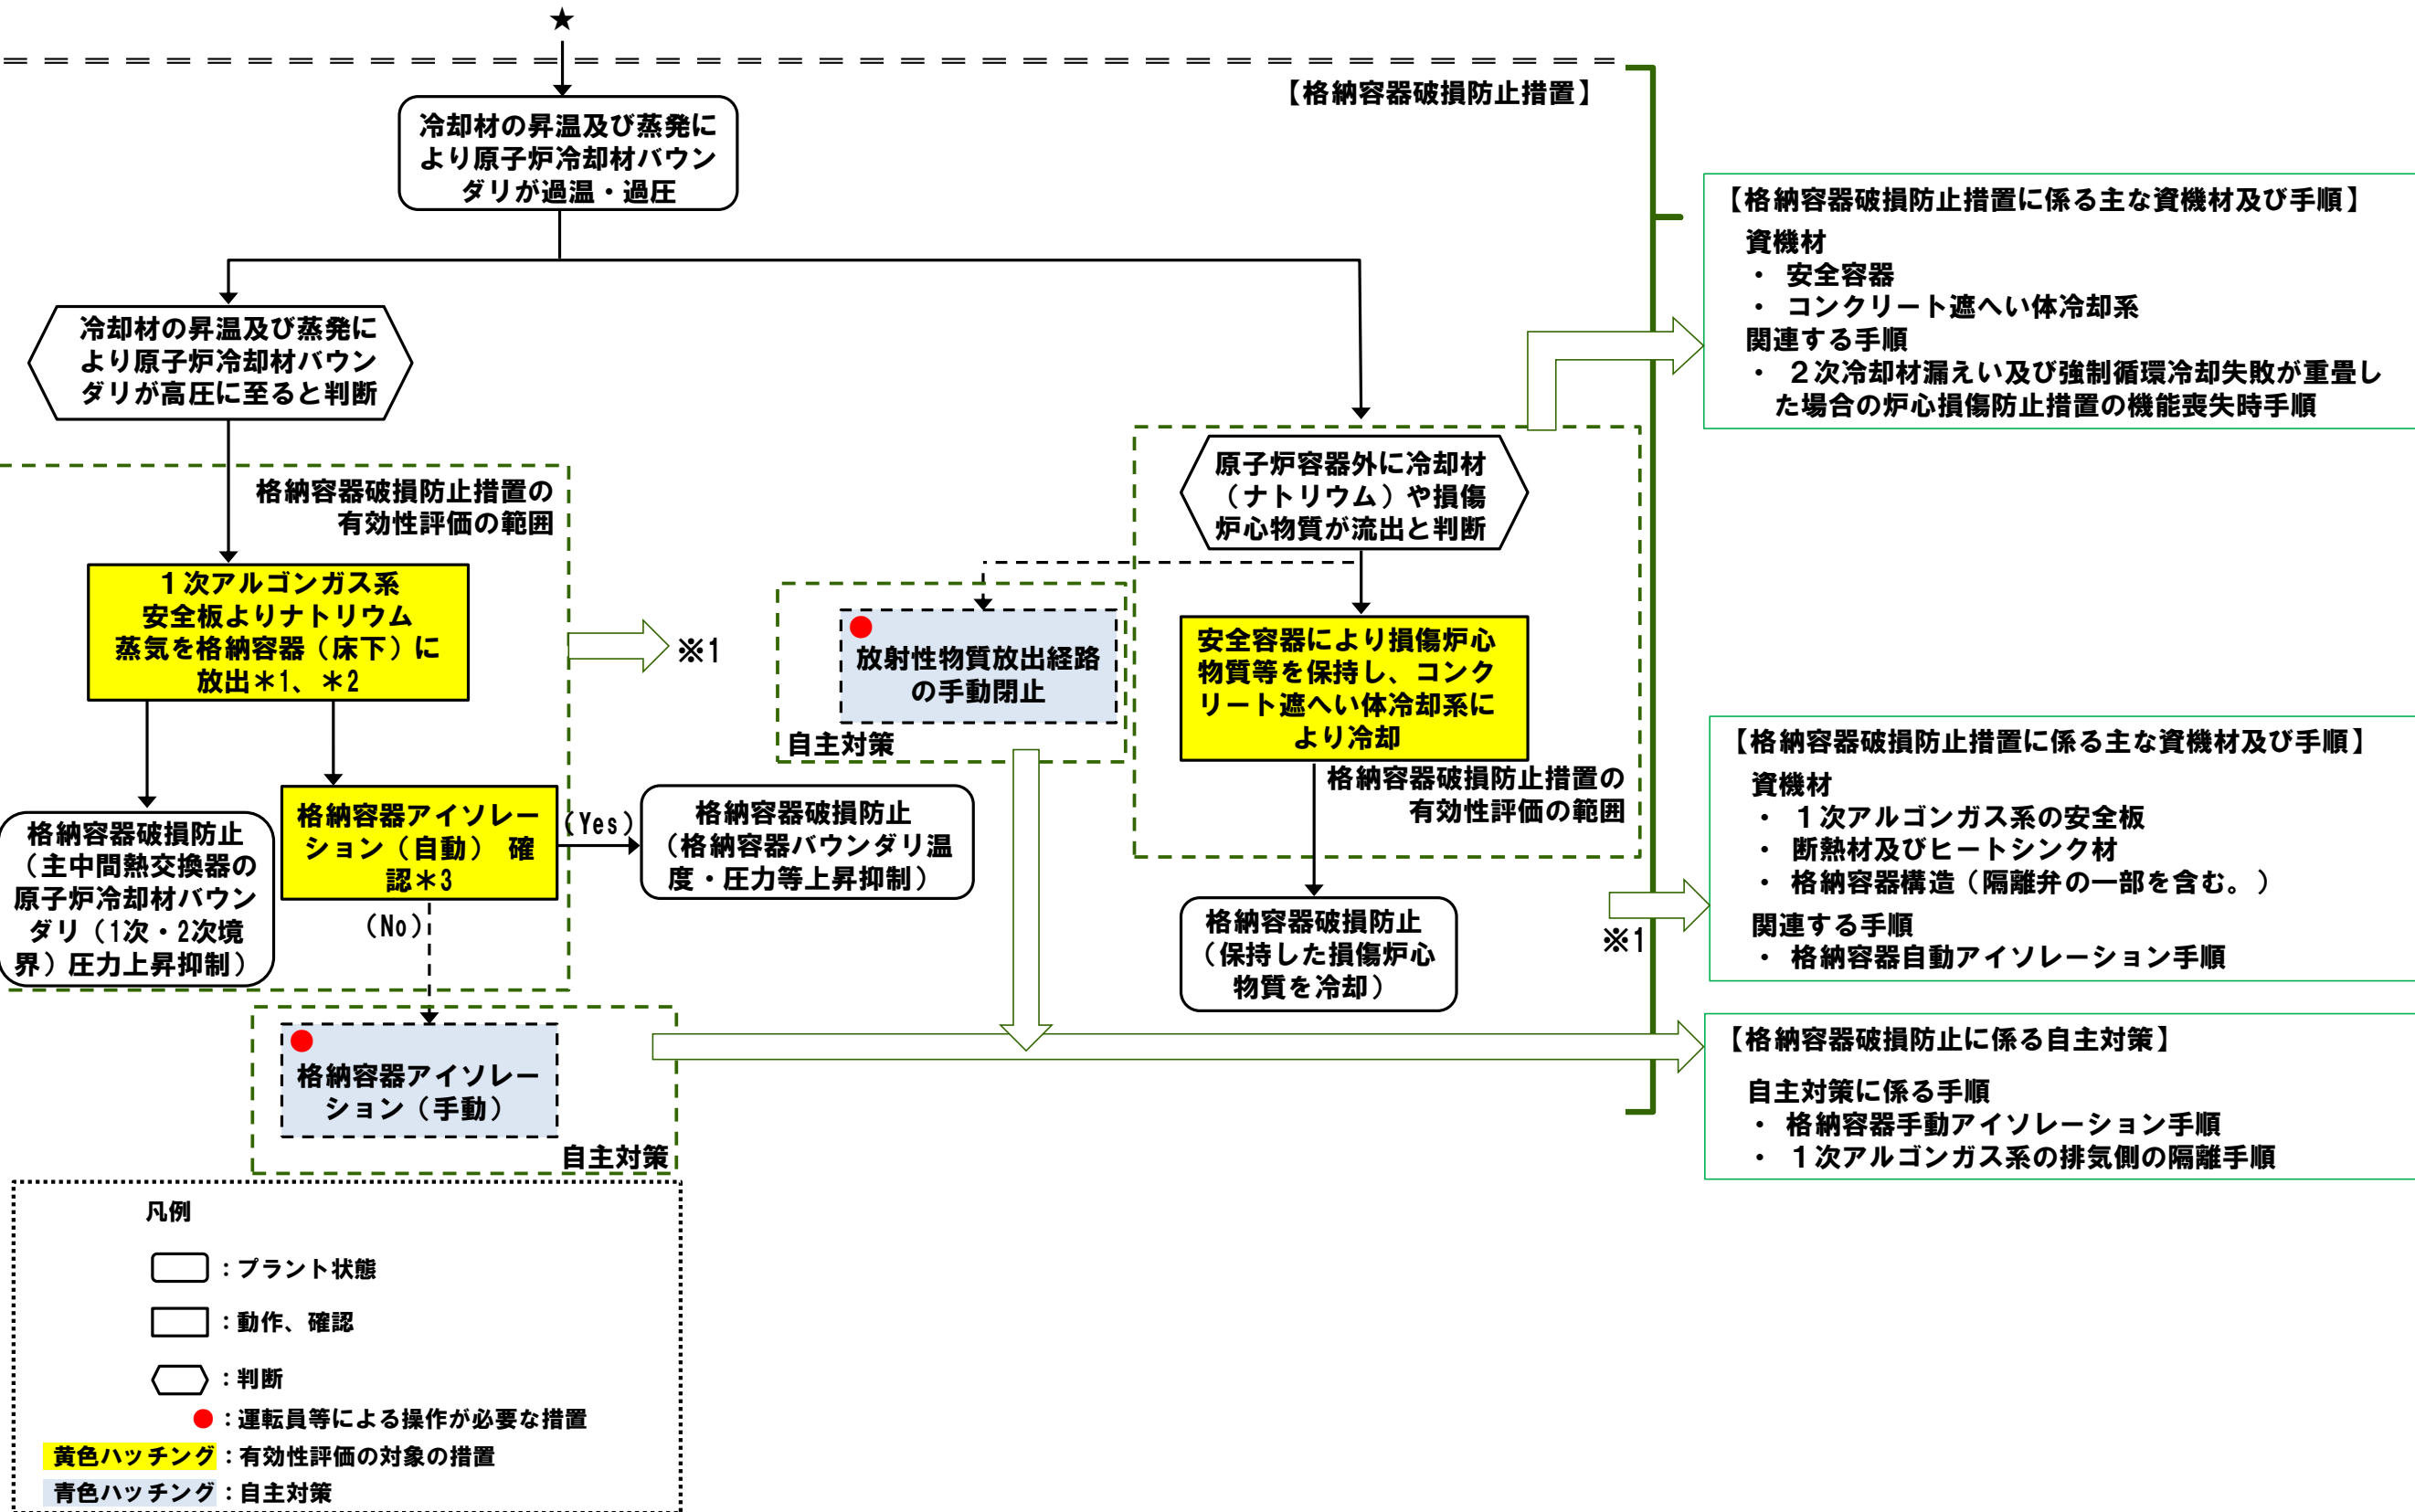 ★
【格納容器破損防止措置】
冷却材の昇温及び蒸発に
より原子炉冷却材バウン
ダリが過温・過圧
冷却材の昇温及び蒸発に
より原子炉冷却材バウン
ダリが高圧に至ると判断
格納容器破損防止措置の
有効性評価の範囲
1次アルゴンガス系
安全板よりナトリウム
蒸気を格納容器（床下）に
放出＊1、＊2
※1
格納容器破損防止
（主中間熱交換器の
原子炉冷却材バウン
ダリ（1次・2次境
界）圧力上昇抑制）
格納容器アイソレー
ション（自動） 確
認＊3
（Yes）
（No）
格納容器破損防止
（格納容器バウンダリ温
度・圧力等上昇抑制）
格納容器アイソレー
ション（手動）
自主対策
原子炉容器外に冷却材
（ナトリウム）や損傷
炉心物質が流出と判断
放射性物質放出経路
の手動閉止
自主対策
安全容器により損傷炉心
物質等を保持し、コンク
リート遮へい体冷却系に
より冷却
格納容器破損防止措置の
有効性評価の範囲
格納容器破損防止
（保持した損傷炉心
物質を冷却）
【格納容器破損防止措置に係る主な資機材及び手順】
資機材
・ 安全容器
・ コンクリート遮へい体冷却系
関連する手順
・ ２次冷却材漏えい及び強制循環冷却失敗が重畳し
た場合の炉心損傷防止措置の機能喪失時手順
※1
【格納容器破損防止措置に係る主な資機材及び手順】
資機材
・ １次アルゴンガス系の安全板
・ 断熱材及びヒートシンク材
・ 格納容器構造（隔離弁の一部を含む。）
関連する手順
・ 格納容器自動アイソレーション手順
【格納容器破損防止に係る自主対策】
自主対策に係る手順
・ 格納容器手動アイソレーション手順
・ １次アルゴンガス系の排気側の隔離手順
凡例
：プラント状態
：動作、確認
：判断
：運転員等による操作が必要な措置
黄色ハッチング：有効性評価の対象の措置
青色ハッチング：自主対策